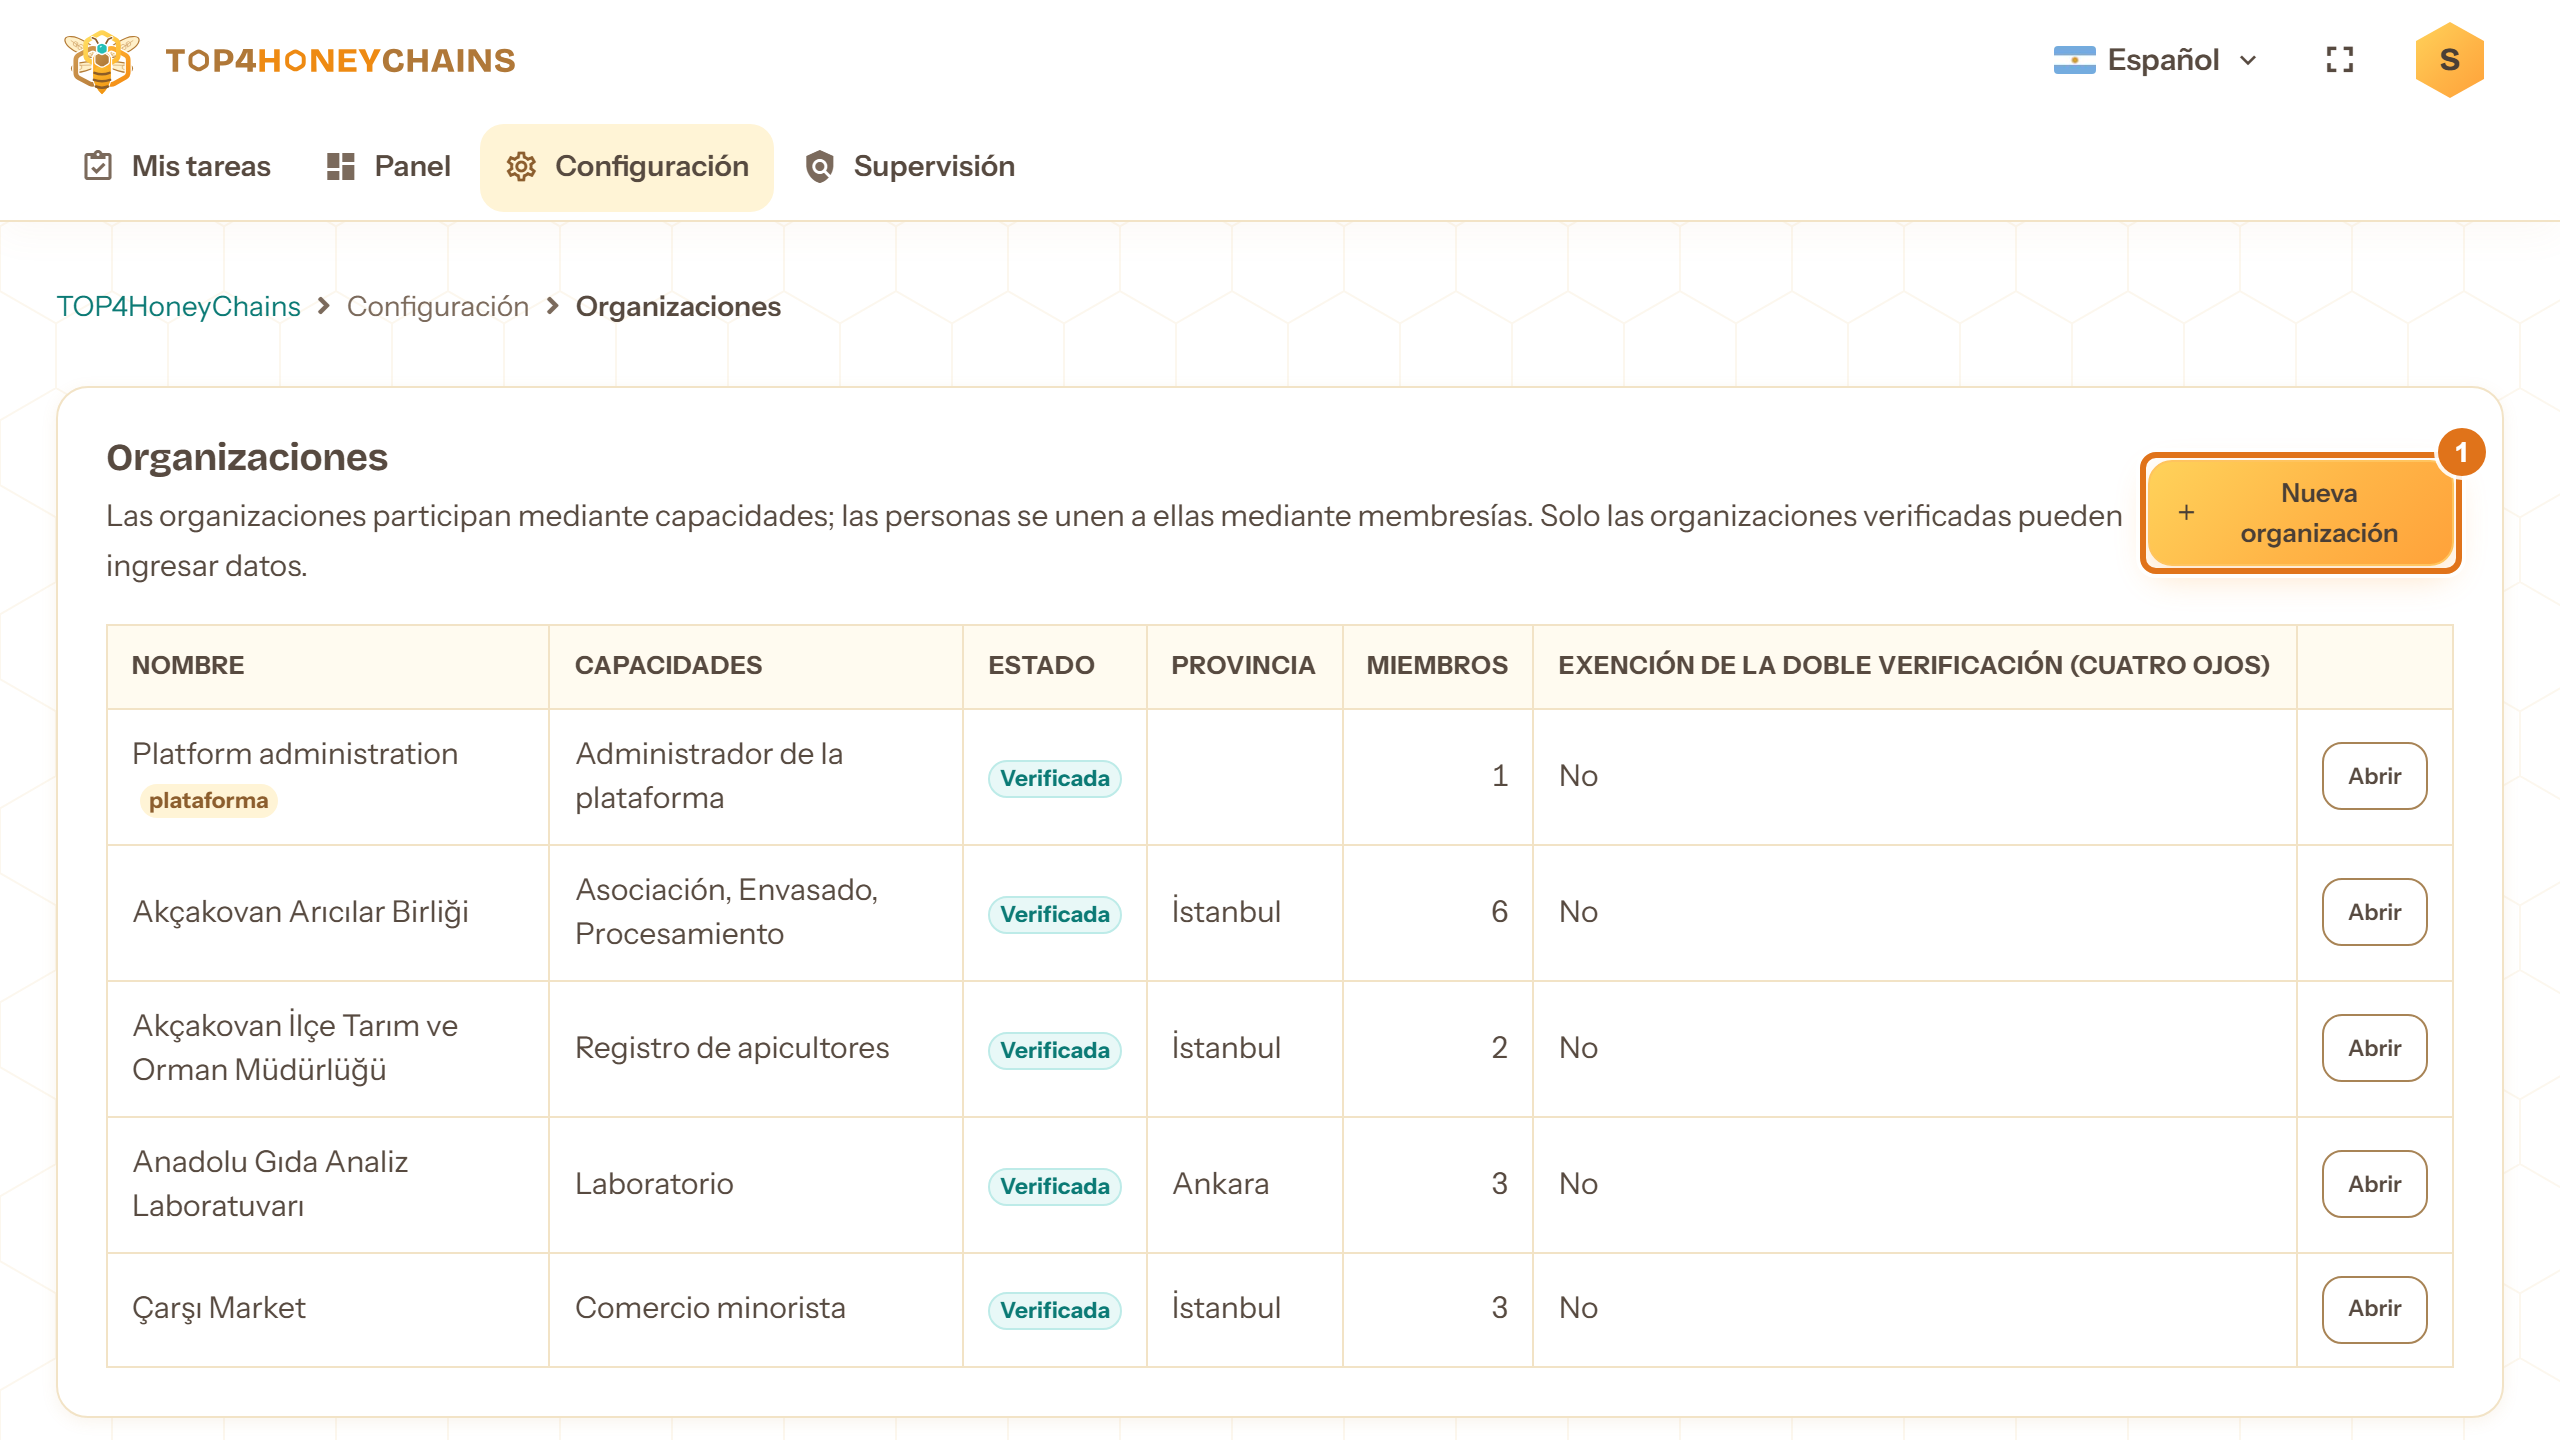 TOP4HONEYCHAINS
Español
S
Mis tareas
Panel
Configuración
Supervisión
TOP4HoneyChains > Configuración > Organizaciones
Organizaciones
Las organizaciones participan mediante capacidades; las personas se unen a ellas mediante membresías. Solo las organizaciones verificadas pueden
ingresar datos.
1
+ Nueva
organización
NOMBRE CAPACIDADES ESTADO PROVINCIA MIEMBROS EXENCIÓN DE LA DOBLE VERIFICACIÓN (CUATRO OJOS)
Platform administration
plataforma
Administrador de la
plataforma
Verificada
1
No
Abrir
Akçakovan Arıcılar Birliği
Asociación, Envasado,
Procesamiento
Verificada
İstanbul
6
No
Abrir
Akçakovan İlçe Tarım ve
Orman Müdürlüğü
Registro de apicultores
Verificada
İstanbul
2
No
Abrir
Anadolu Gıda Analiz
Laboratuvarı
Laboratorio
Verificada
Ankara
3
No
Abrir
Çarşı Market
Comercio minorista
Verificada
İstanbul
3
No
Abrir